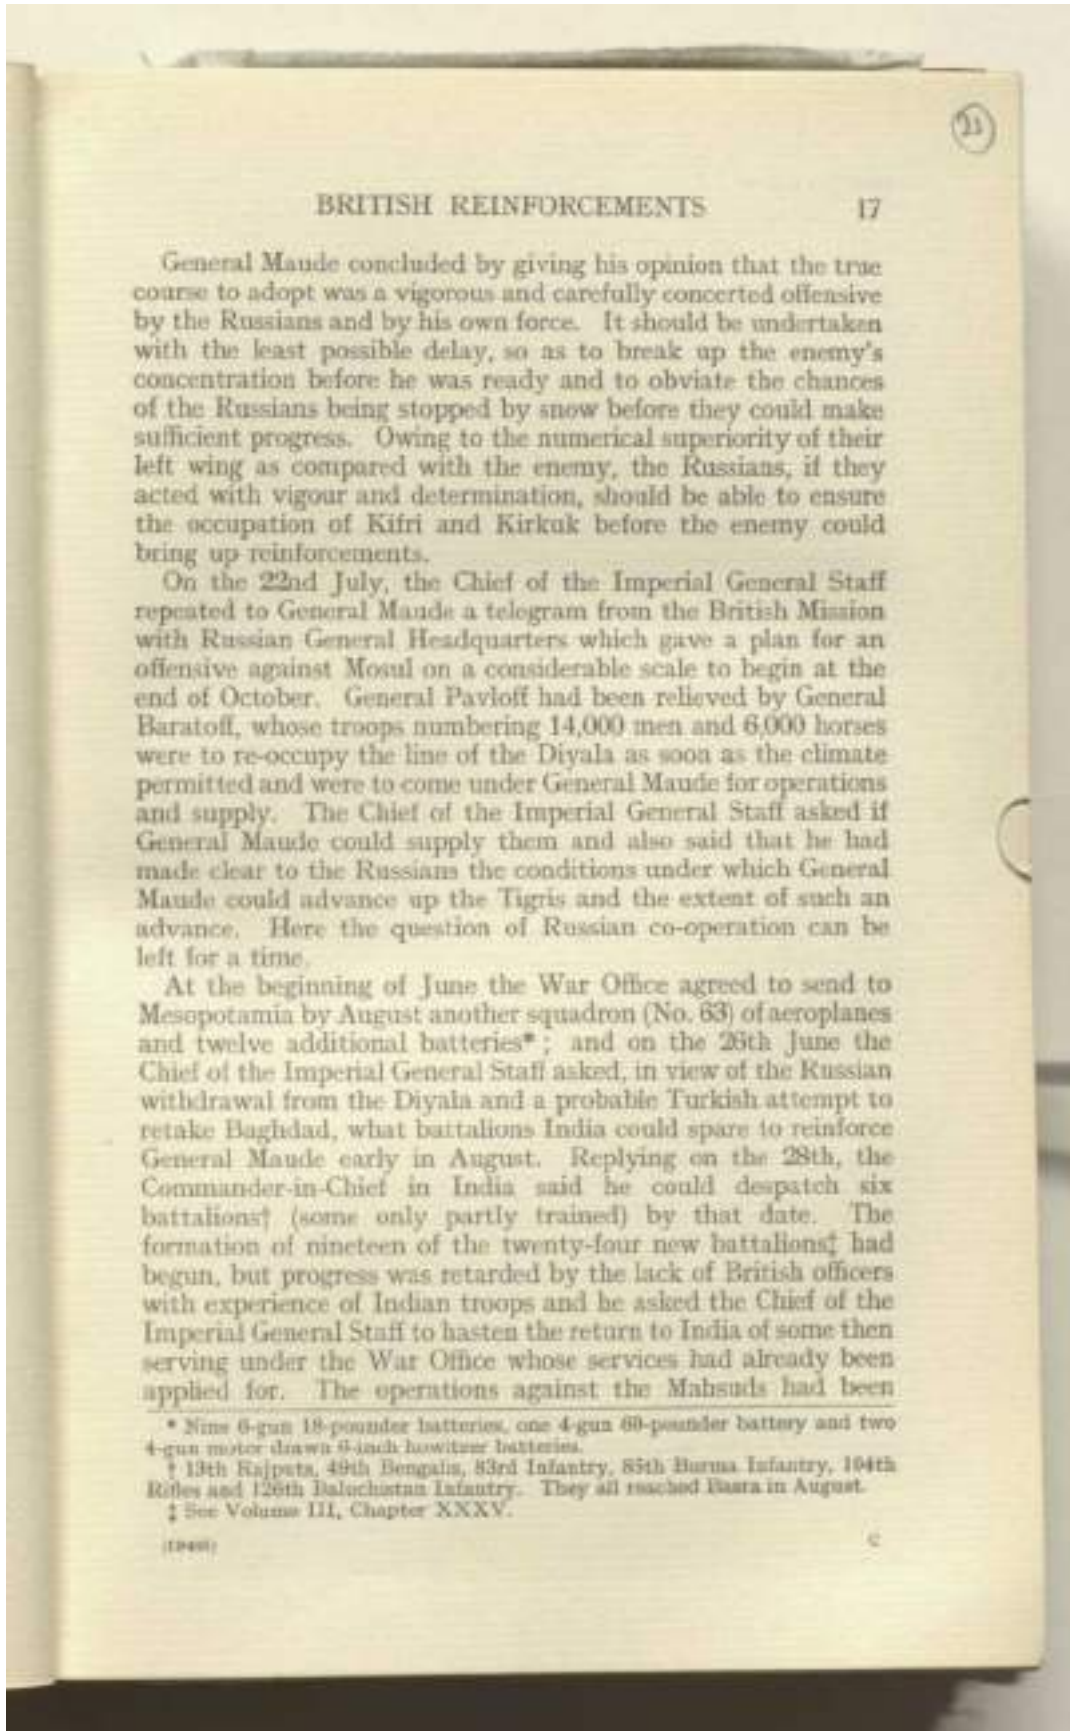 21
BRITISH REINFORCEMENTS 17
General Maude concluded by giving his opinion that the true
course to adopt was a vigorous and carefully concerted offensive
by the Russians and by his own force. It should be undertaken
with the least possible delay, so as to break up the enemy's
concentration before he was ready and to obviate the chances
of the Russians being stopped by snow before they could make
sufficient progress. Owing to the numerical superiority of their
left wing as compared with the enemy, the Russians, if they
acted with vigour and determination, should be able to ensure
the occupation of Kifri and Kirkuk before the enemy could
bring up reinforcements.
On the 22nd July, the Chief of the Imperial General Staff
repeated to General Maude a telegram from the British Mission
with Russian General Headquarters which gave a plan for an
offensive against Mosul on a considerable scale to begin at the
end of October. General Pavloff had been relieved by General
Baratoff, whose troops numbering 14,000 men and 6,000 horses
were to re-occupy the line of the Diyala as soon as the climate
permitted and were to come under General Maude for operations
and supply. The Chief of the Imperial General Staff asked if
General Maude could supply them and also said that he had
made clear to the Russians the conditions under which General
Maude could advance up the Tigris and the extent of such an
advance. Here the question of Russian co-operation can be
left for a time.
At the beginning of June the War Office agreed to send to
Mesopotamia by August another squadron (No. 63) of aeroplanes
and twelve additional batteries* ; and on the 26th June the
Chief of the Imperial General Staff asked, in view of the Russian
withdrawal from the Diyala and a probable Turkish attempt to
retake Baghdad, what battalions India could spare to reinforce
General Maude early in August. Replying on the 28th, the
Commander-in-Chief in India said he could despatch six
battalions† (some only partly trained) by that date. The
formation of nineteen of the twenty-four new battalions‡ had
begun, but progress was retarded by the lack of British officers
with experience of Indian troops and he asked the Chief of the
Imperial General Staff to hasten the return to India of some then
serving under the War Office whose services had already been
applied for. The operations against the Mahsuds had been
* Nine 6-gun 18-pounder batteries, one 4-gun 60-pounder battery and two
4-gun motor drawn 6-inch howitzer batteries.
† 13th Rajputs, 49th Bengalis, 83rd Infantry, 85th Burma Infantry, 104th
Rifles and 126th Baluchistan Infantry. They all reached Basra in August.
‡ See Volume III, Chapter XXXV.
C